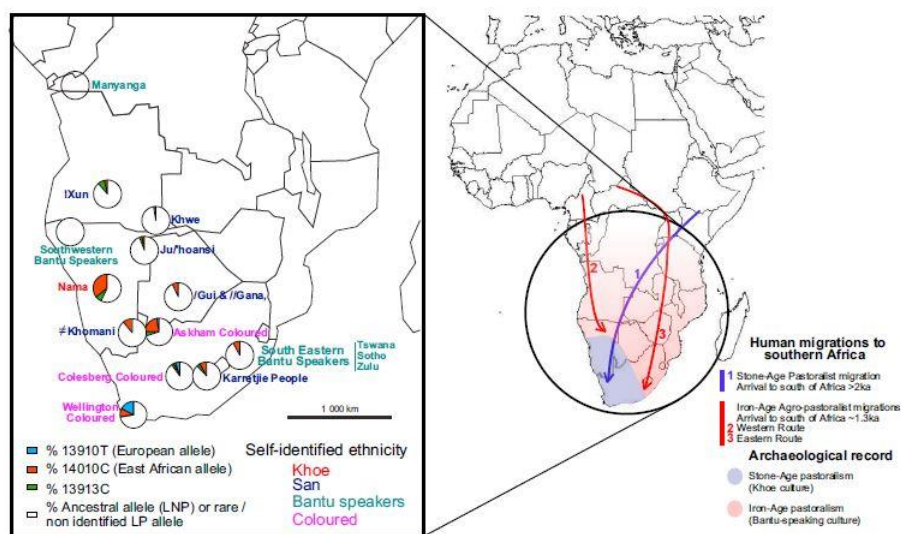 Manyanga
!Xun
Khwe
Southwestern
Bantu Speakers
Ju/'hoansi
Nama
/Gui & //Gana,
≠Khomani
Askham Coloured
South Eastern
Bantu Speakers
Tswana
Sotho
Zulu
Colesberg Coloured
Karretjie People
Wellington
Coloured
1 000 km
% 13910T (European allele)
% 14010C (East African allele)
% 13913C
% Ancestral allele (LNP) or rare /
non identified LP allele
Self-identified ethnicity
Khoe
San
Bantu speakers
Coloured
1
2
3
Human migrations to
southern Africa
1 Stone-Age Pastoralist migration
Arrival to south of Africa >2ka
Iron-Age Agro-pastoralist migrations
Arrival to south of Africa ~1.3ka
2 Western Route
3 Eastern Route
Archaeological record
Stone-Age pastoralism
(Khoe culture)
Iron-Age pastoralism
(Bantu-speaking culture)